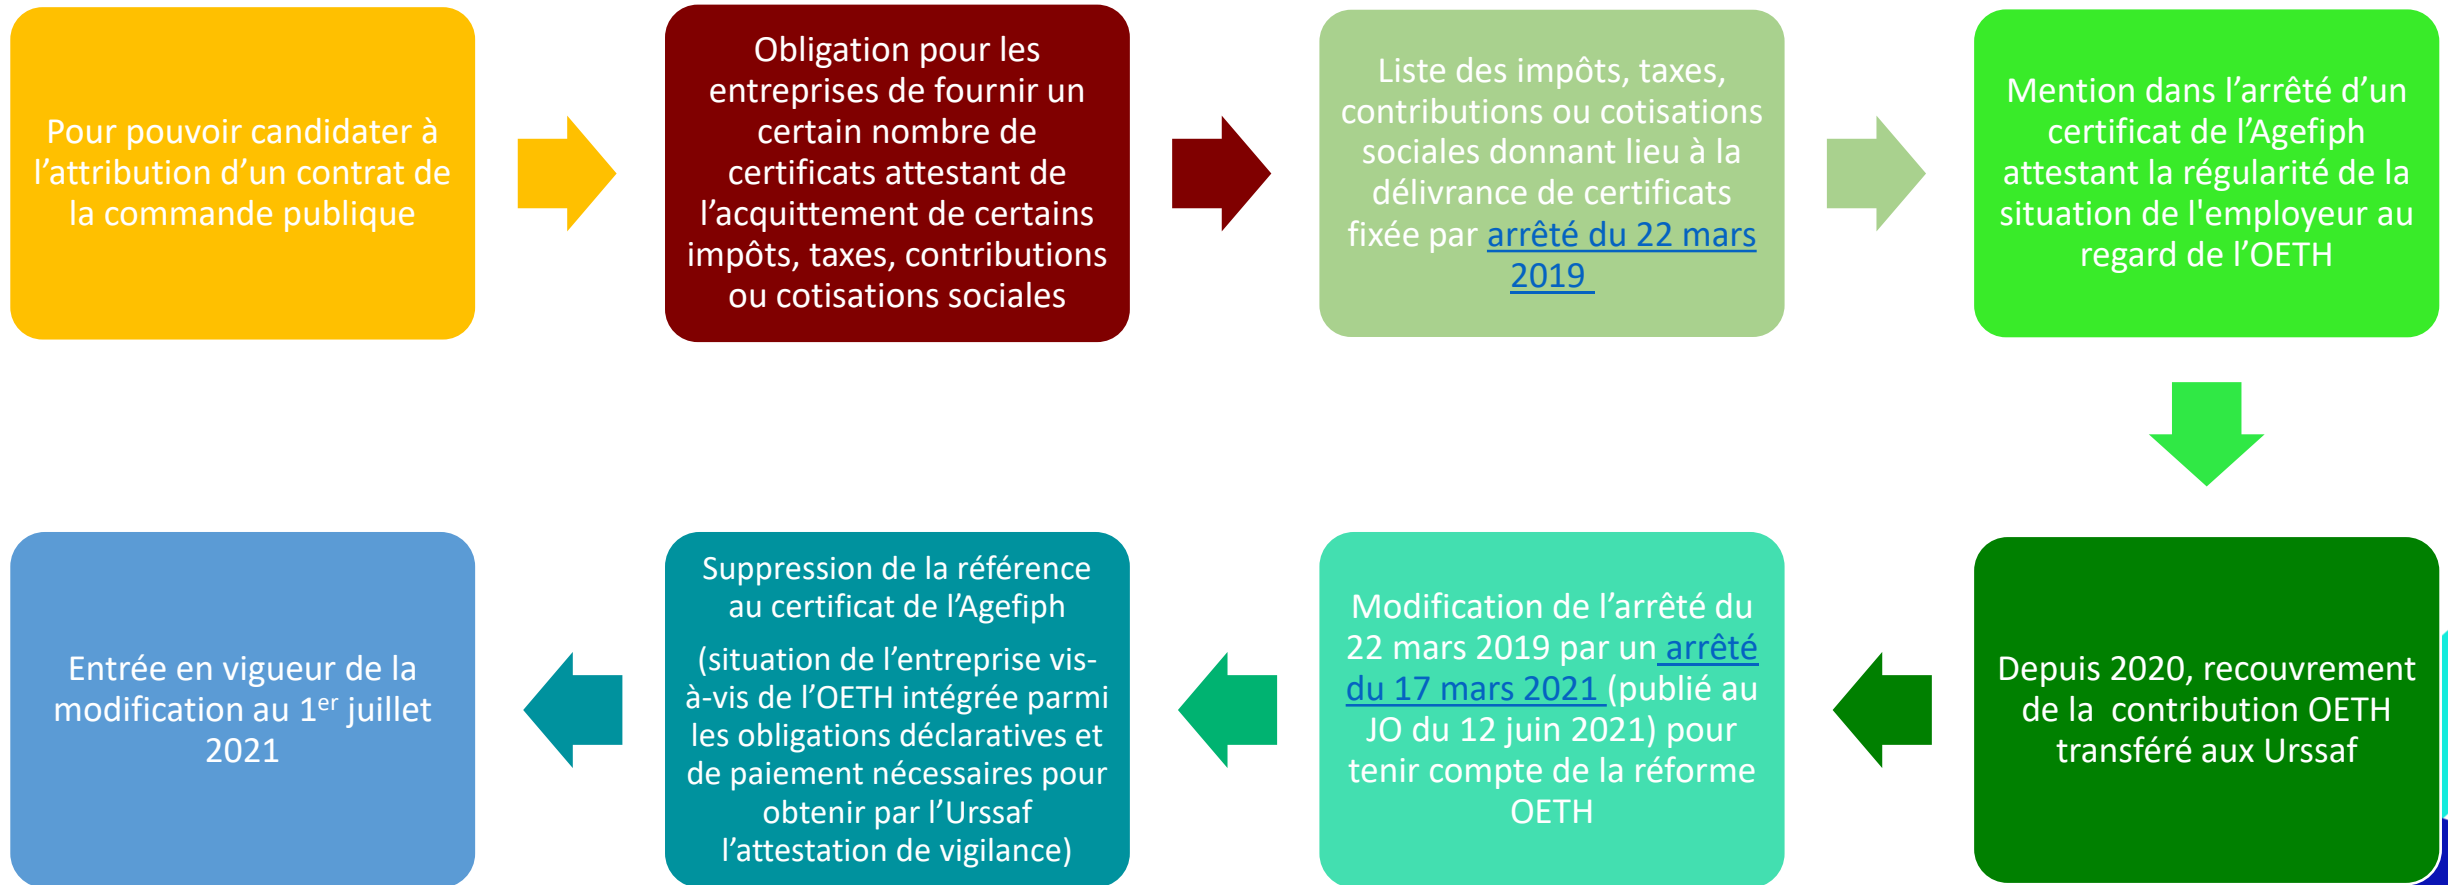 Pour pouvoir candidater à
l’attribution d’un contrat de
la commande publique
Obligation pour les
entreprises de fournir un
certain nombre de
certificats attestant de
l’acquittement de certains
impôts, taxes, contributions
ou cotisations sociales
Liste des impôts, taxes,
contributions ou cotisations
sociales donnant lieu à la
délivrance de certificats
fixée par arrêté du 22 mars
2019
Mention dans l’arrêté d’un
certificat de l’Agefiph
attestant la régularité de la
situation de l'employeur au
regard de l’OETH
Depuis 2020, recouvrement
de la contribution OETH
transféré aux Urssaf
Modification de l’arrêté du
22 mars 2019 par un arrêté
du 17 mars 2021 (publié au
JO du 12 juin 2021) pour
tenir compte de la réforme
OETH
Suppression de la référence
au certificat de l’Agefiph
(situation de l’entreprise vis-
à-vis de l’OETH intégrée parmi
les obligations déclaratives et
de paiement nécessaires pour
obtenir par l’Urssaf
l’attestation de vigilance)
Entrée en vigueur de la
modification au 1er juillet
2021